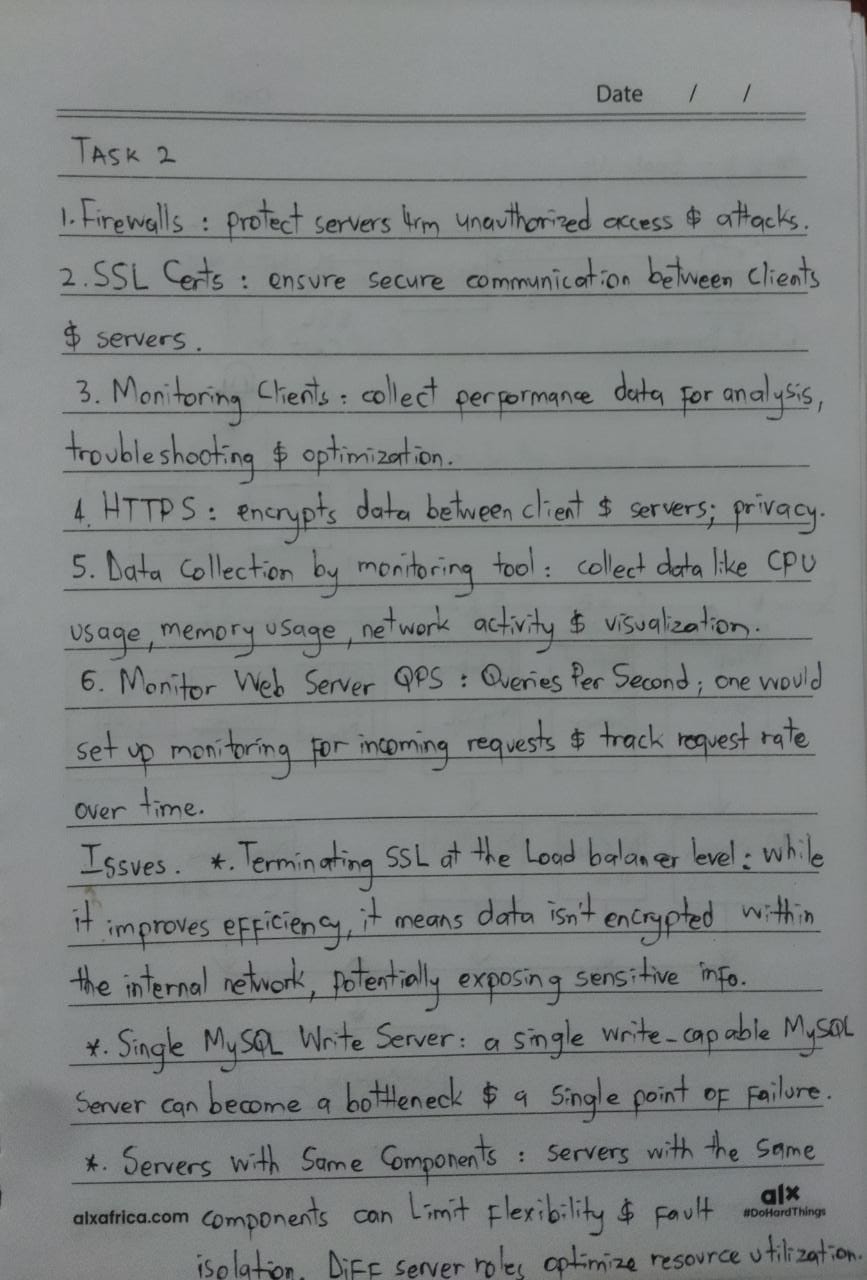 Date / /
TASK 2
1. Firewalls : protect servers 4rm unauthorized access $ attacks.
2. SSL Certs : ensure secure communication between clients
$ servers.
3. Monitoring Clients : collect performance data for analysis,
troubleshooting $ optimization.
4. HTTPS : encrypts data between client $ servers; privacy.
5. Data Collection by monitoring tool : collect data like CPU
usage, memory usage, network activity $ visualization.
6. Monitor Web Server QPS : Queries Per Second; one would
set up monitoring for incoming requests $ track request rate
over time.
Issues. *. Terminating SSL at the Load balancer level : while
it improves efficiency, it means data isn't encrypted within
the internal network, potentially exposing sensitive info.
*. Single MySQL Write Server : a single write-capable MySQL
Server can become a bottleneck $ a single point of failure.
*. Servers with Same Components : servers with the same
alxafrica.com components can limit flexibility $ fault alx
#DoHardThings
isolation. Diff server roles optimize resource utilization.